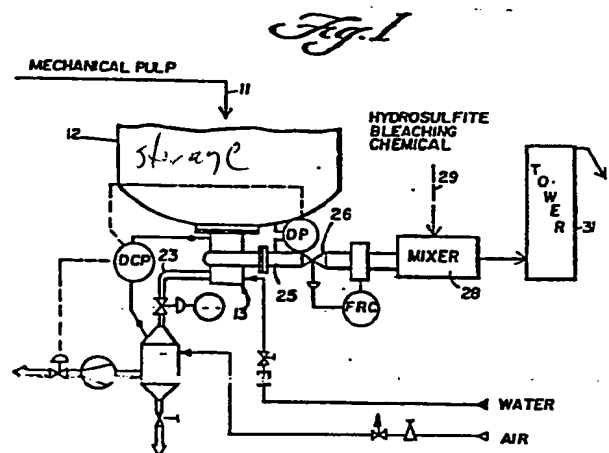 Fig. 1
MECHANICAL PULP
11
12
storage
HYDROSULFITE
BLEACHING
CHEMICAL
29
TOWER
31
26
DP
DCP
23
MIXER
28
25
13
FRC
WATER
AIR